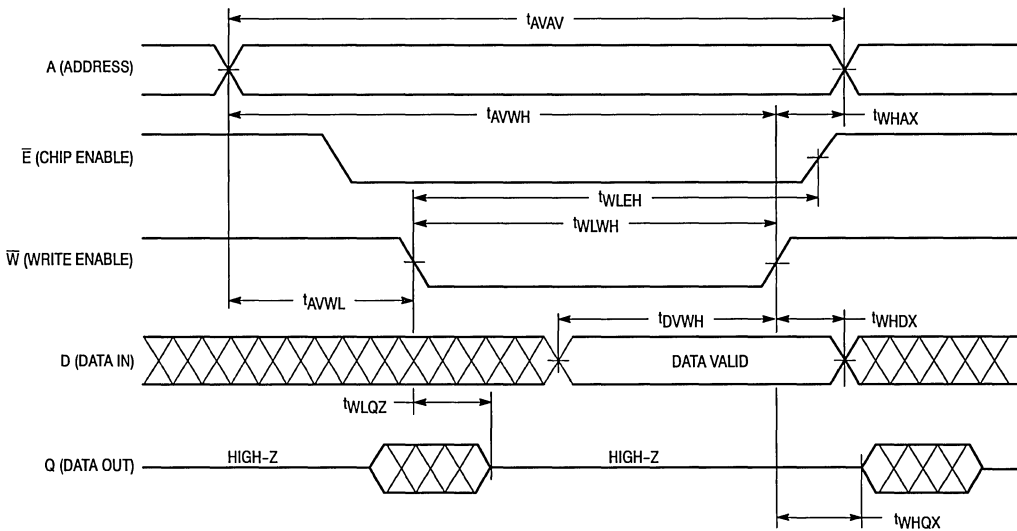 tAVAV
A (ADDRESS)
tAVWH
tWHAX
E̅ (CHIP ENABLE)
tWLEH
tWLWH
W̅ (WRITE ENABLE)
tAVWL
tDVWH
tWHDX
D (DATA IN)
DATA VALID
tWLQZ
Q (DATA OUT)
HIGH-Z
HIGH-Z
tWHQX